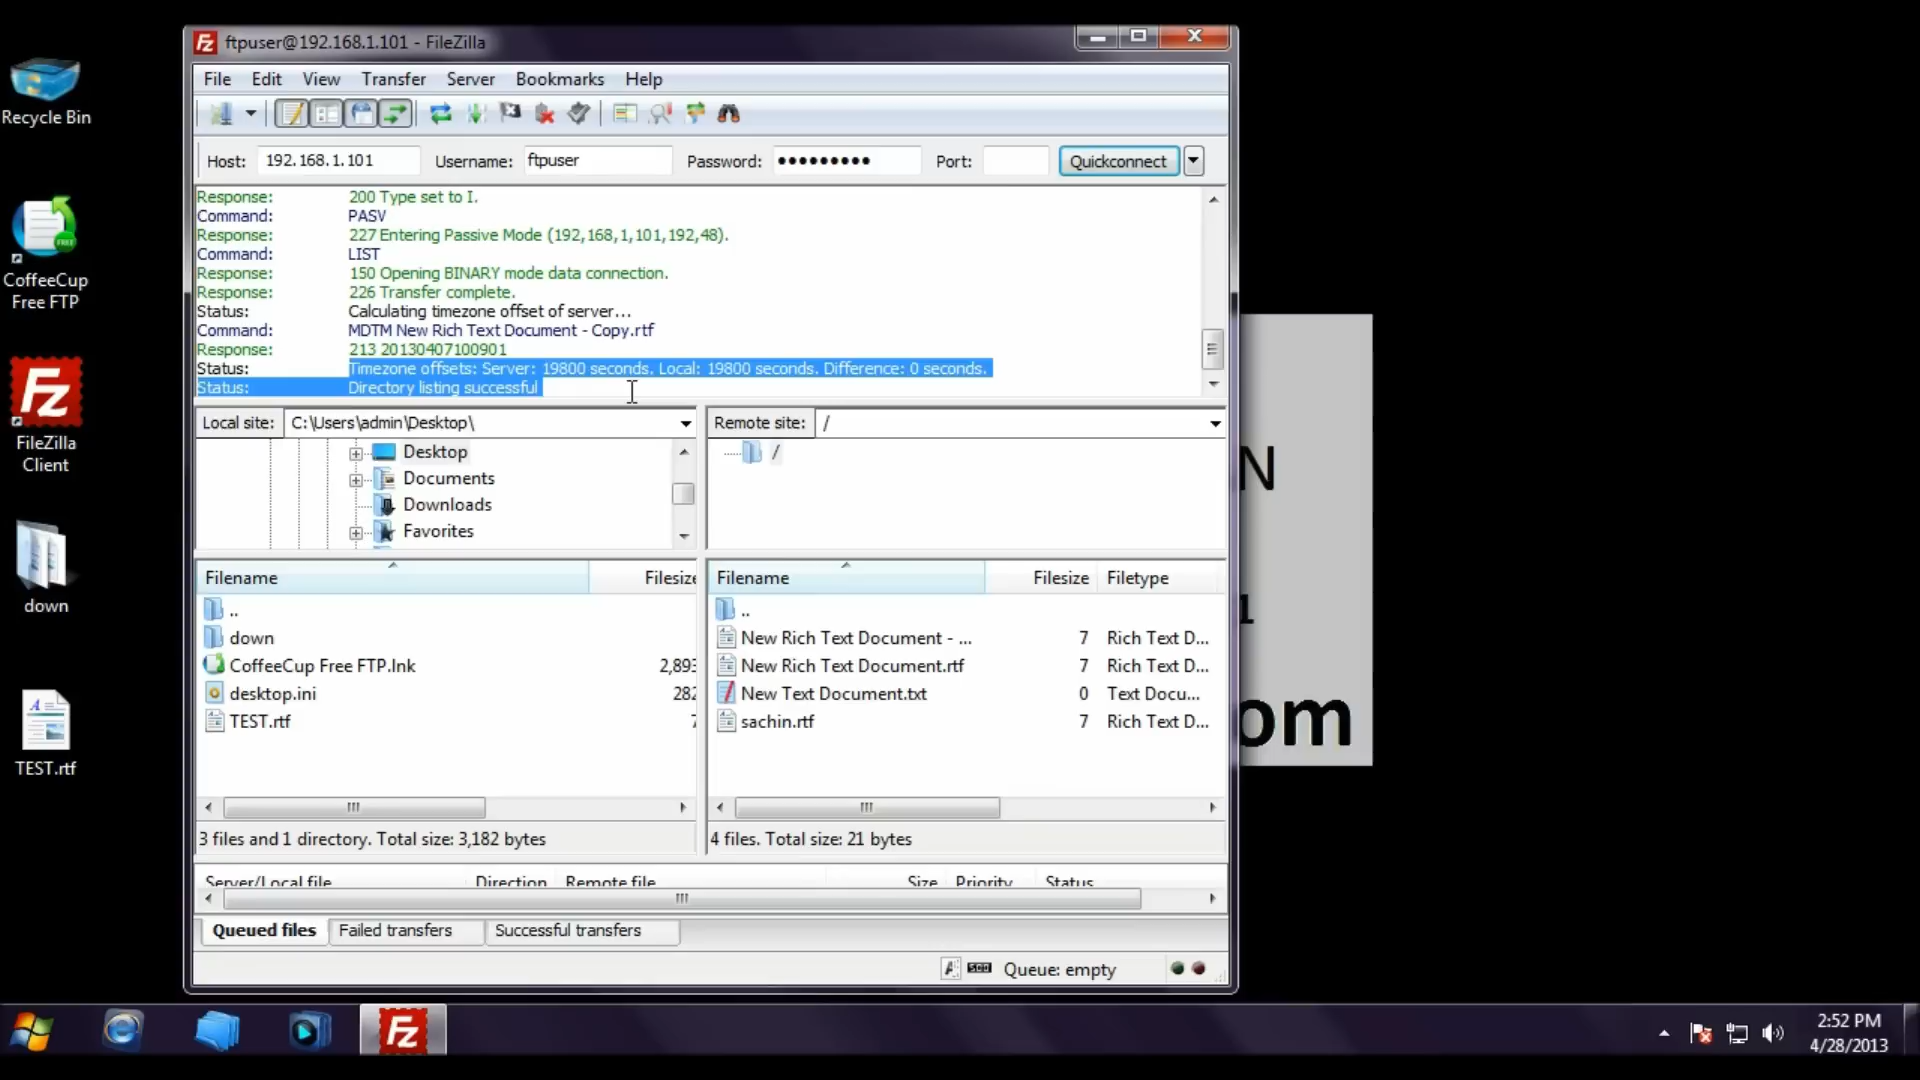 Recycle Bin
CoffeeCup
Free FTP
FileZilla
Client
down
TEST.rtf
ftpuser@192.168.1.101 - FileZilla
File Edit View Transfer Server Bookmarks Help
Host: 192.168.1.101 Username: ftpuser Password: ●●●●●●●●● Port: Quickconnect
Response: 200 Type set to I.
Command: PASV
Response: 227 Entering Passive Mode (192,168,1,101,192,48).
Command: LIST
Response: 150 Opening BINARY mode data connection.
Response: 226 Transfer complete.
Status: Calculating timezone offset of server...
Command: MDTM New Rich Text Document - Copy.rtf
Response: 213 20130407100901
Status: Timezone offsets: Server: 19800 seconds. Local: 19800 seconds. Difference: 0 seconds.
Status: Directory listing successful
Local site: C:\Users\admin\Desktop\
Desktop
Documents
Downloads
Favorites
Remote site: /
/
Filename Filesize
..
down
CoffeeCup Free FTP.lnk 2,893
desktop.ini 282
TEST.rtf 7
3 files and 1 directory. Total size: 3,182 bytes
Filename Filesize Filetype
..
New Rich Text Document - ... 7 Rich Text D...
New Rich Text Document.rtf 7 Rich Text D...
New Text Document.txt 0 Text Docu...
sachin.rtf 7 Rich Text D...
4 files. Total size: 21 bytes
Server/Local file Direction Remote file Size Priority Status
Queued files Failed transfers Successful transfers
Queue: empty
N
1
om
2:52 PM
4/28/2013